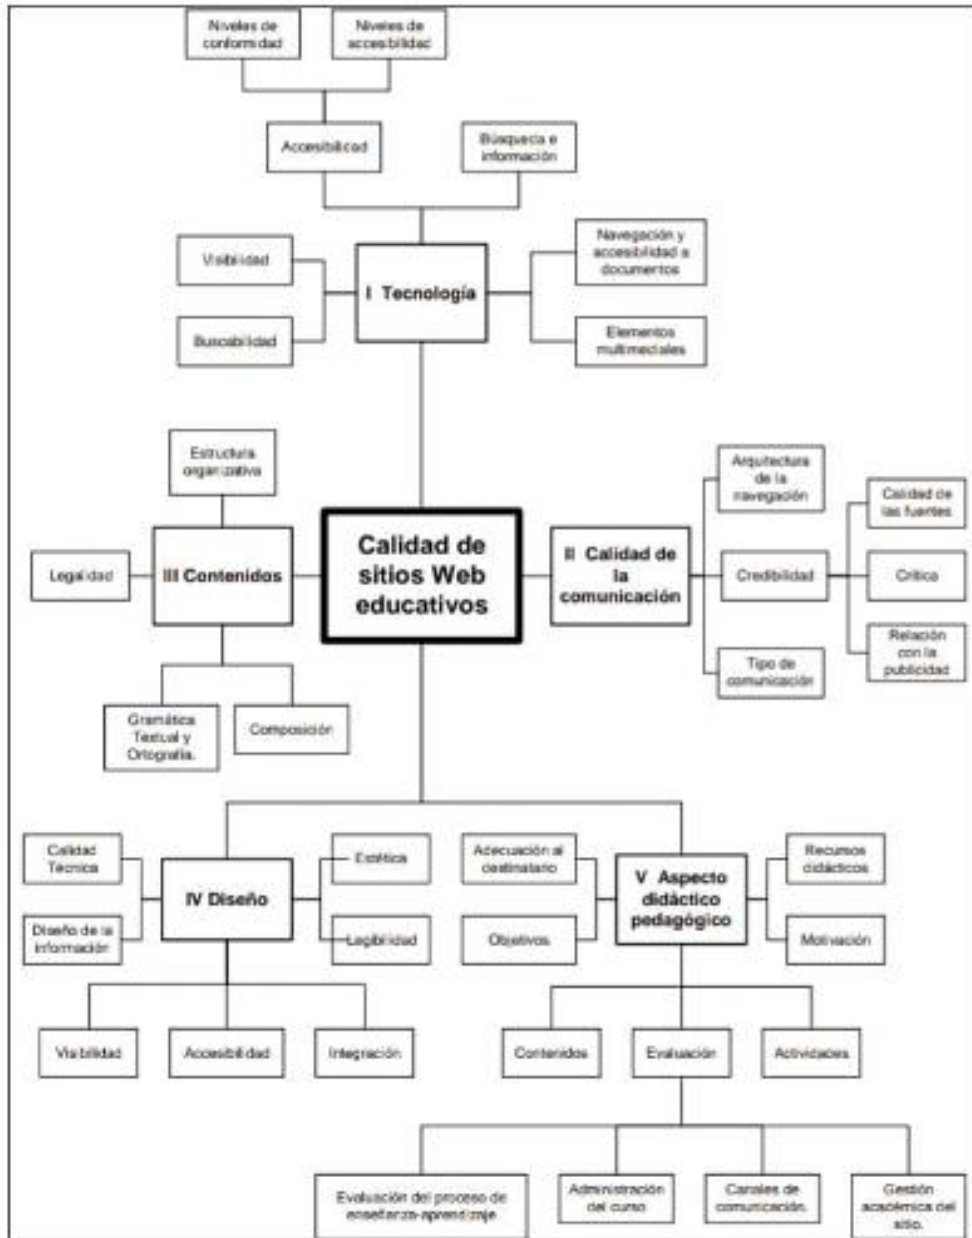 Niveles de
conformidad
Niveles de
accesibilidad
Accesibilidad
Búsqueda e
información
Visibilidad
Buscabilidad
I Tecnología
Navegación y
accesibilidad a
documentos
Elementos
multimediales
Estructura
organizativa
Legalidad
III Contenidos
Gramática
Textual y
Ortografía.
Composición
Calidad de
sitios Web
educativos
II Calidad de
la
comunicación
Arquitectura
de la
navegación
Credibilidad
Tipo de
comunicación
Calidad de
las fuentes
Crítica
Relación
con la
publicidad
Calidad
Técnica
Diseño de la
información
IV Diseño
Estética
Legibilidad
Visibilidad
Accesibilidad
Integración
Adecuación al
destinatario
Objetivos
V Aspecto
didáctico
pedagógico
Recursos
didácticos
Motivación
Contenidos
Evaluación
Actividades
Evaluación del proceso de
enseñanza-aprendizaje
Administración
del curso
Canales de
comunicación.
Gestión
académica del
sitio.